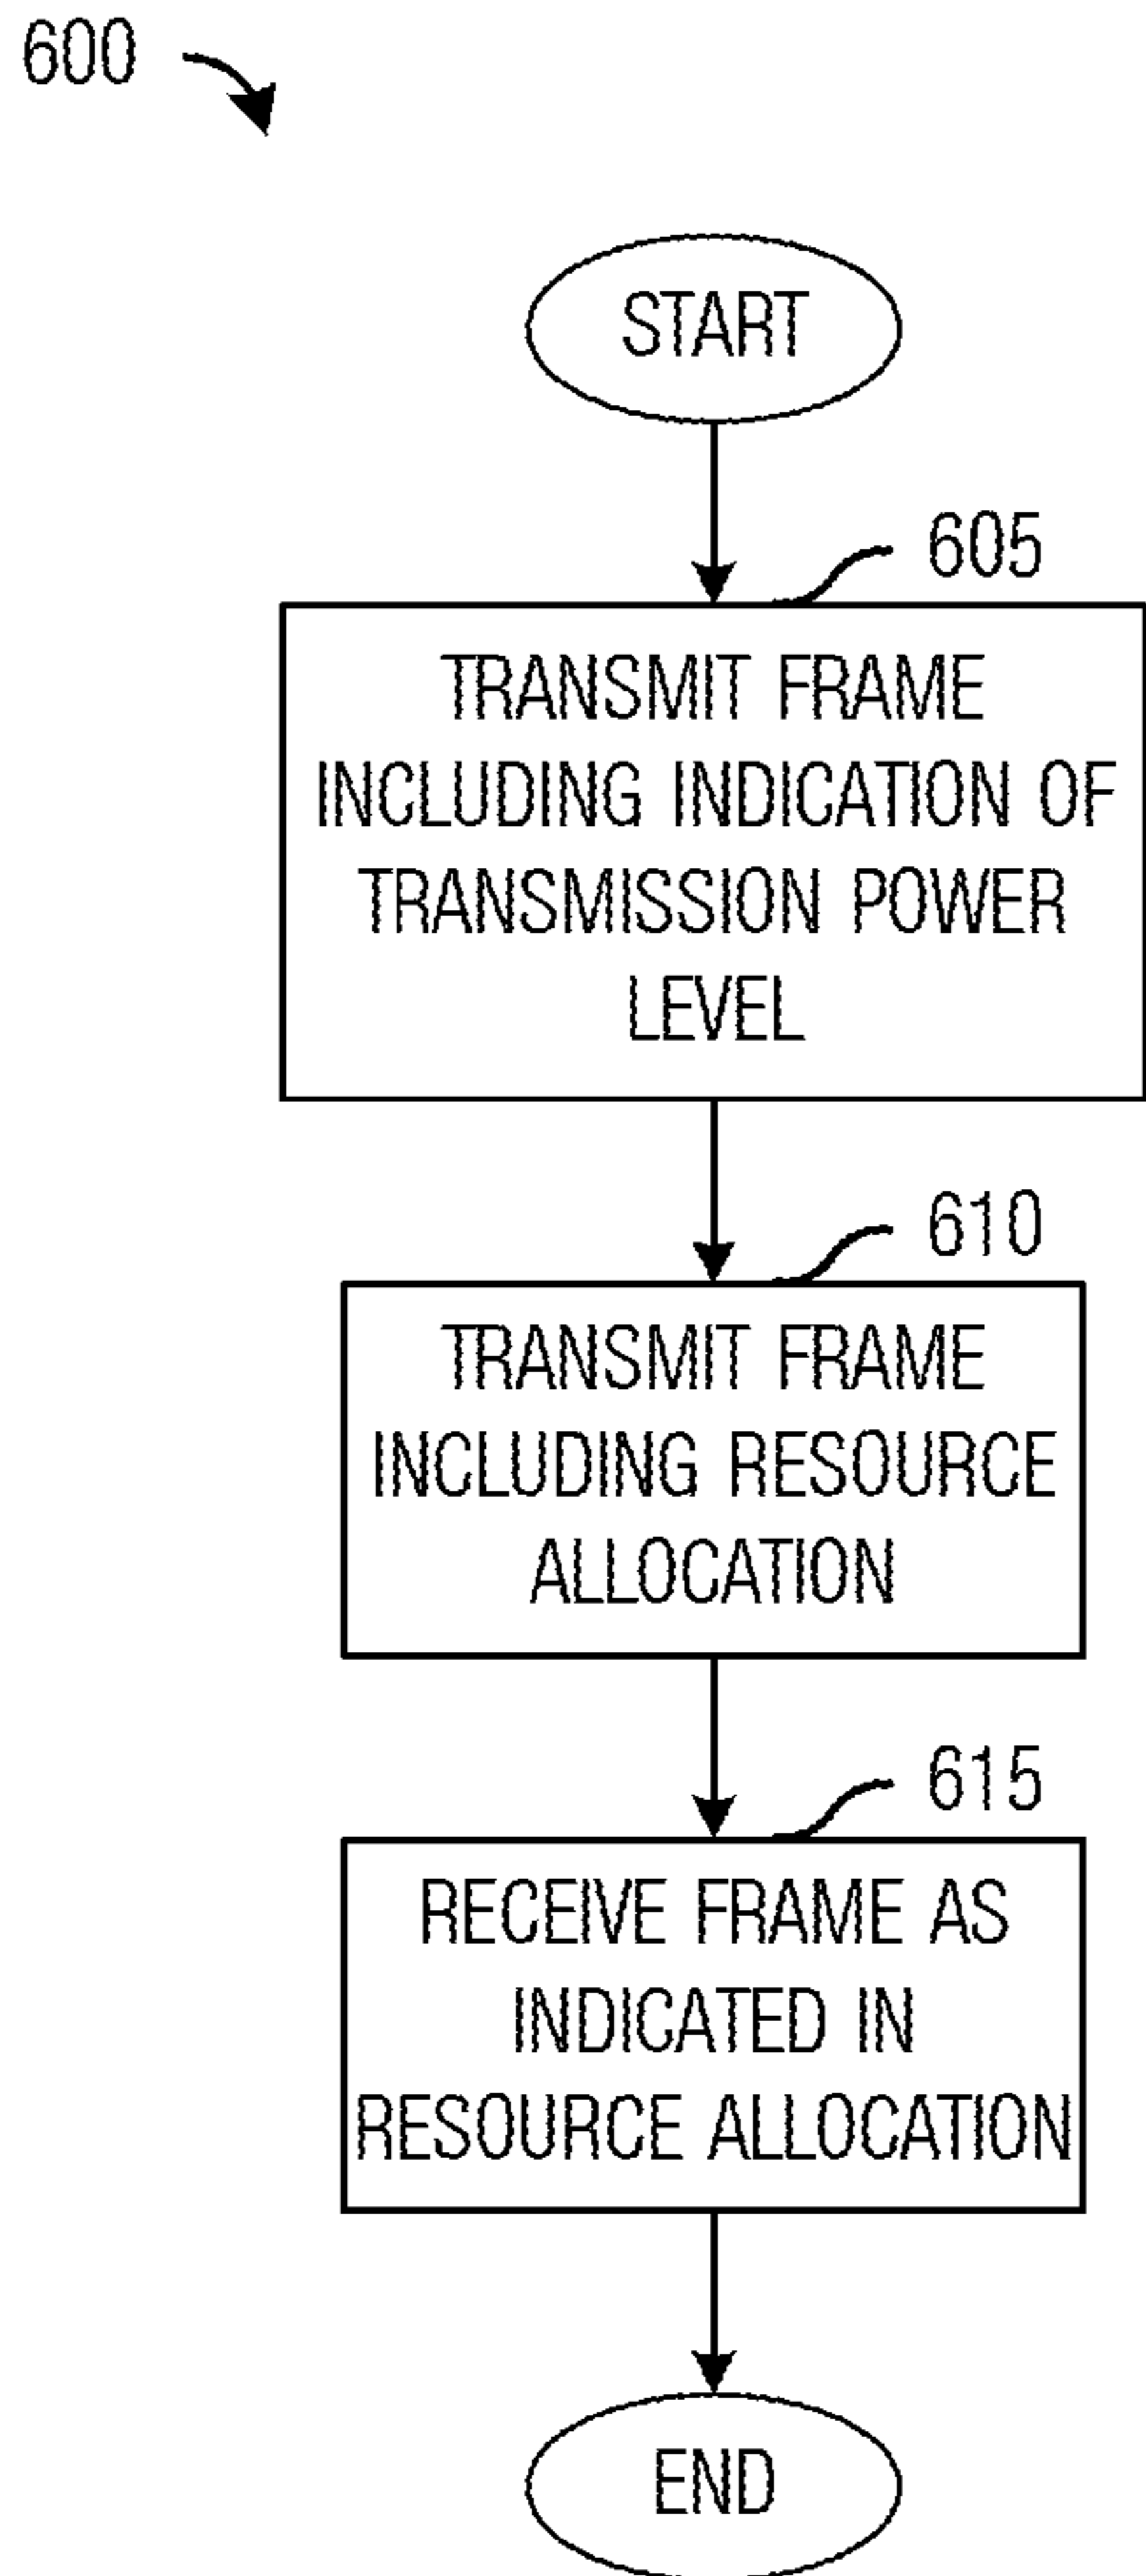 600
START
605
TRANSMIT FRAME
INCLUDING INDICATION OF
TRANSMISSION POWER
LEVEL
610
TRANSMIT FRAME
INCLUDING RESOURCE
ALLOCATION
615
RECEIVE FRAME AS
INDICATED IN
RESOURCE ALLOCATION
END